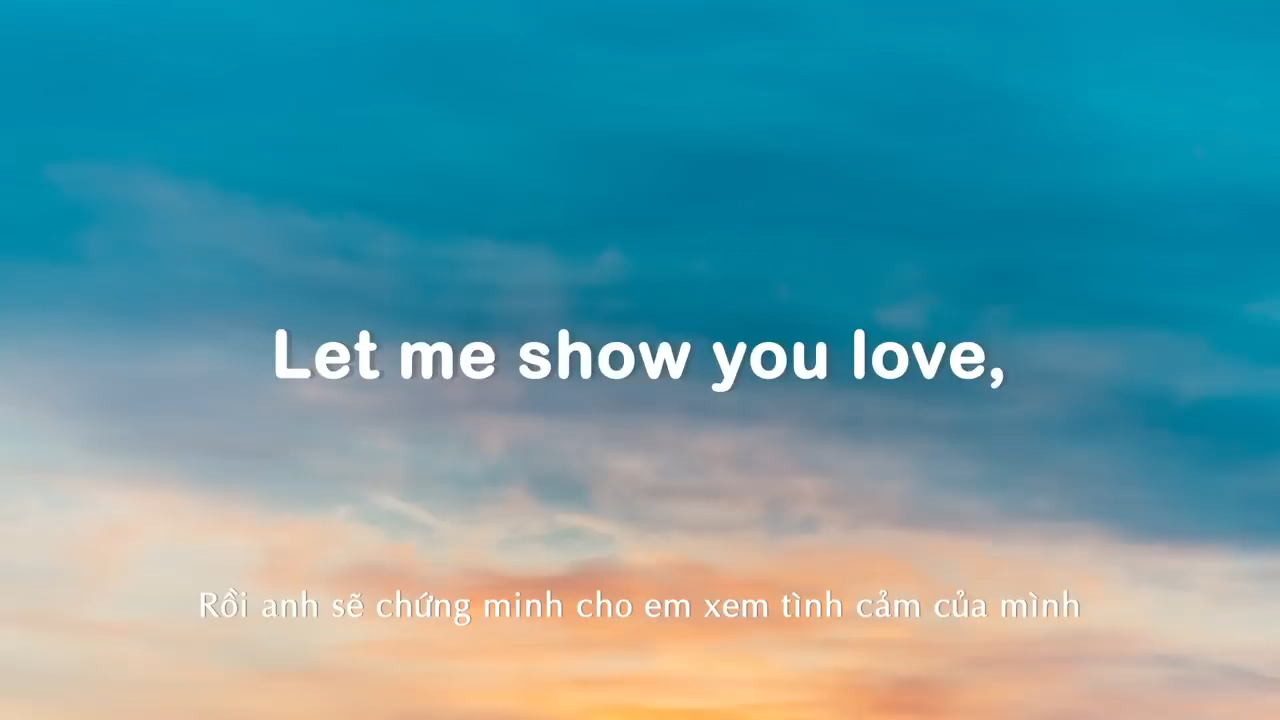 Let me show you love,
Rồi anh sẽ chứng minh cho em xem tình cảm của mình